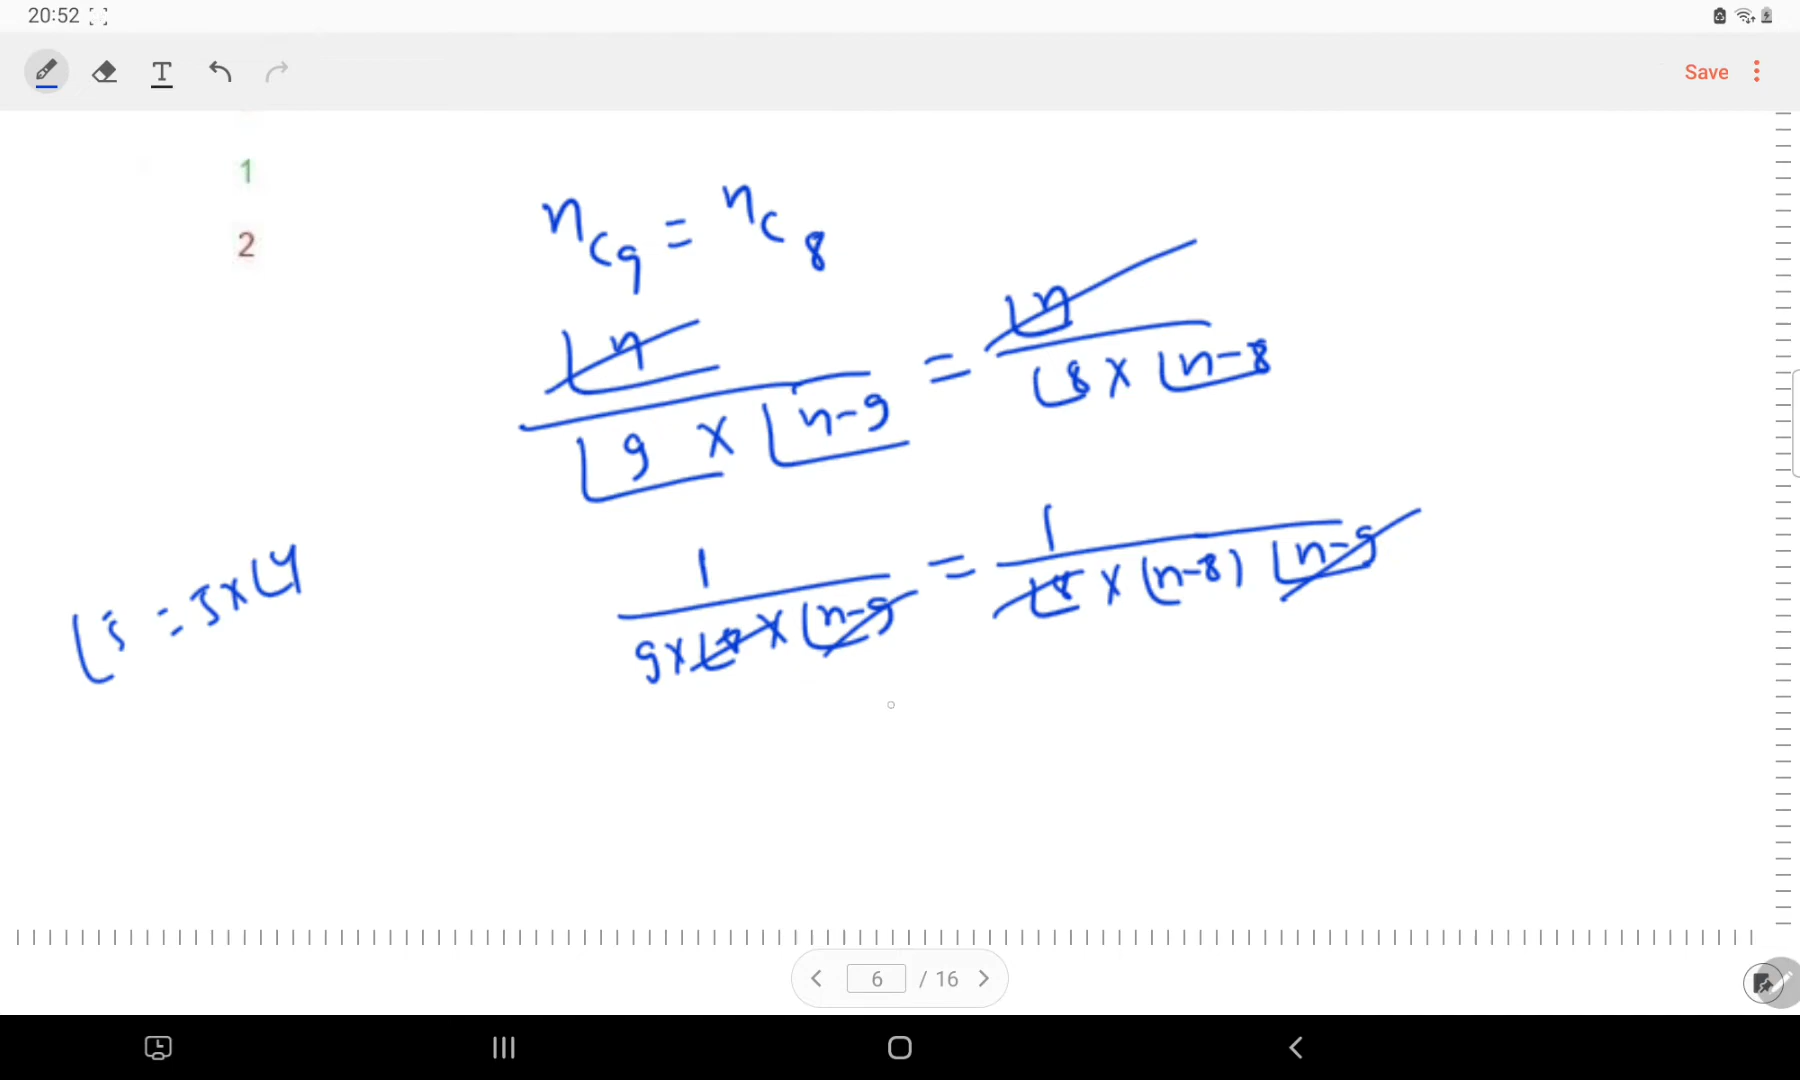 20:52
T Save
1
2
nC9 = nC8
⌊n / ⌊9 × ⌊n-9 = ⌊n / ⌊8 × ⌊n-8
1 / 9×⌊8×⌊n-9 = 1 / ⌊8 × (n-8) ⌊n-9
⌊5 = 5×⌊4
6 / 16